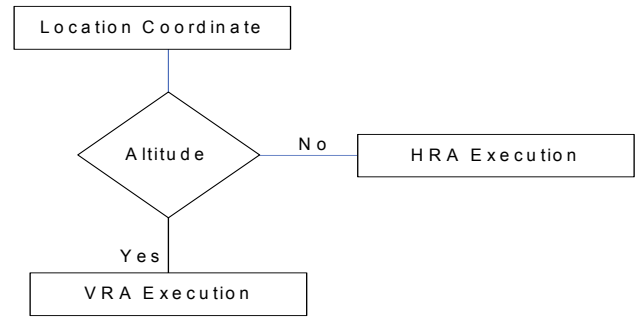 Location Coordinate
Altitude
No
HRA Execution
Yes
VRA Execution